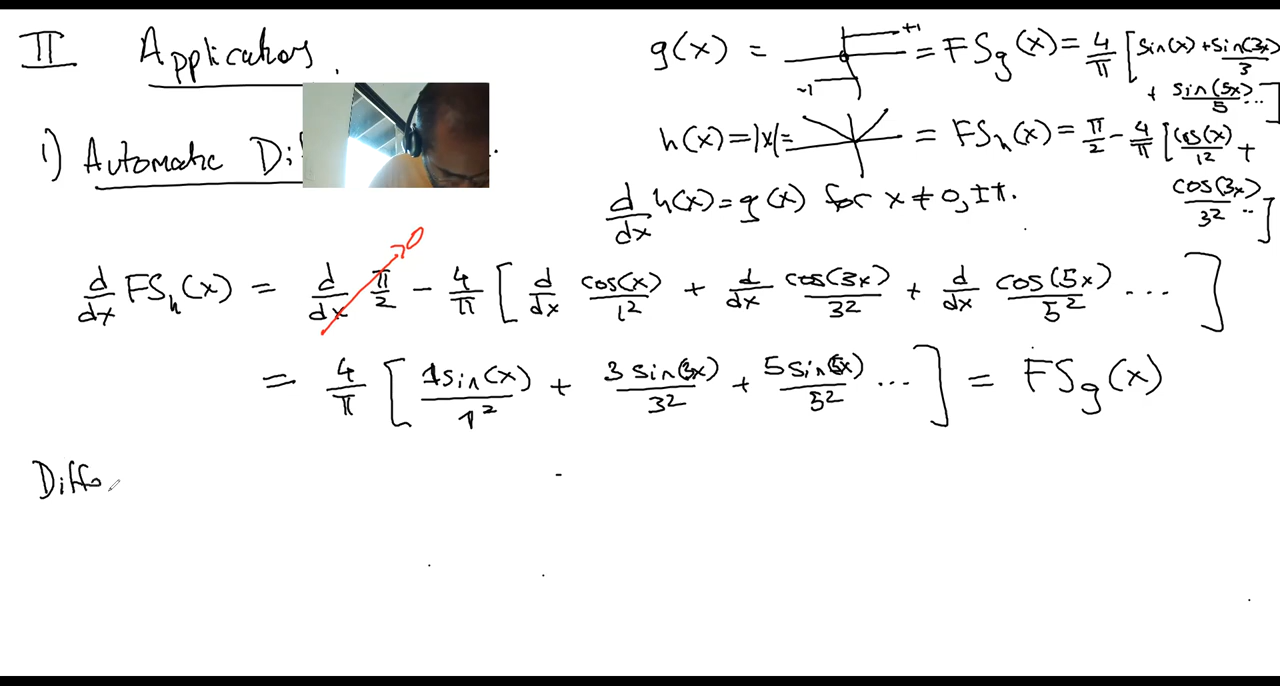 II Applications.
g(x) = +1 -1 = FS_g(x) = 4/π [sin(x) + sin(3x)/3 + sin(5x)/5 ...]
h(x) = |x| = = FS_h(x) = π/2 - 4/π [cos(x)/1² + cos(3x)/3² ...]
1) Automatic
d/dx h(x) = g(x) for x ≠ 0, ±π.
d/dx FS_h(x) = d/dx π/2 0 - 4/π [d/dx cos(x)/1² + d/dx cos(3x)/3² + d/dx cos(5x)/5² ...]
= 4/π [1sin(x)/1² + 3sin(3x)/3² + 5sin(5x)/5² ...] = FS_g(x)
Diffe